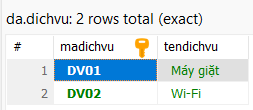 da.dichvu: 2 rows total (exact)
# madichvu tendichvu
1 DV01 Máy giặt
2 DV02 Wi-Fi